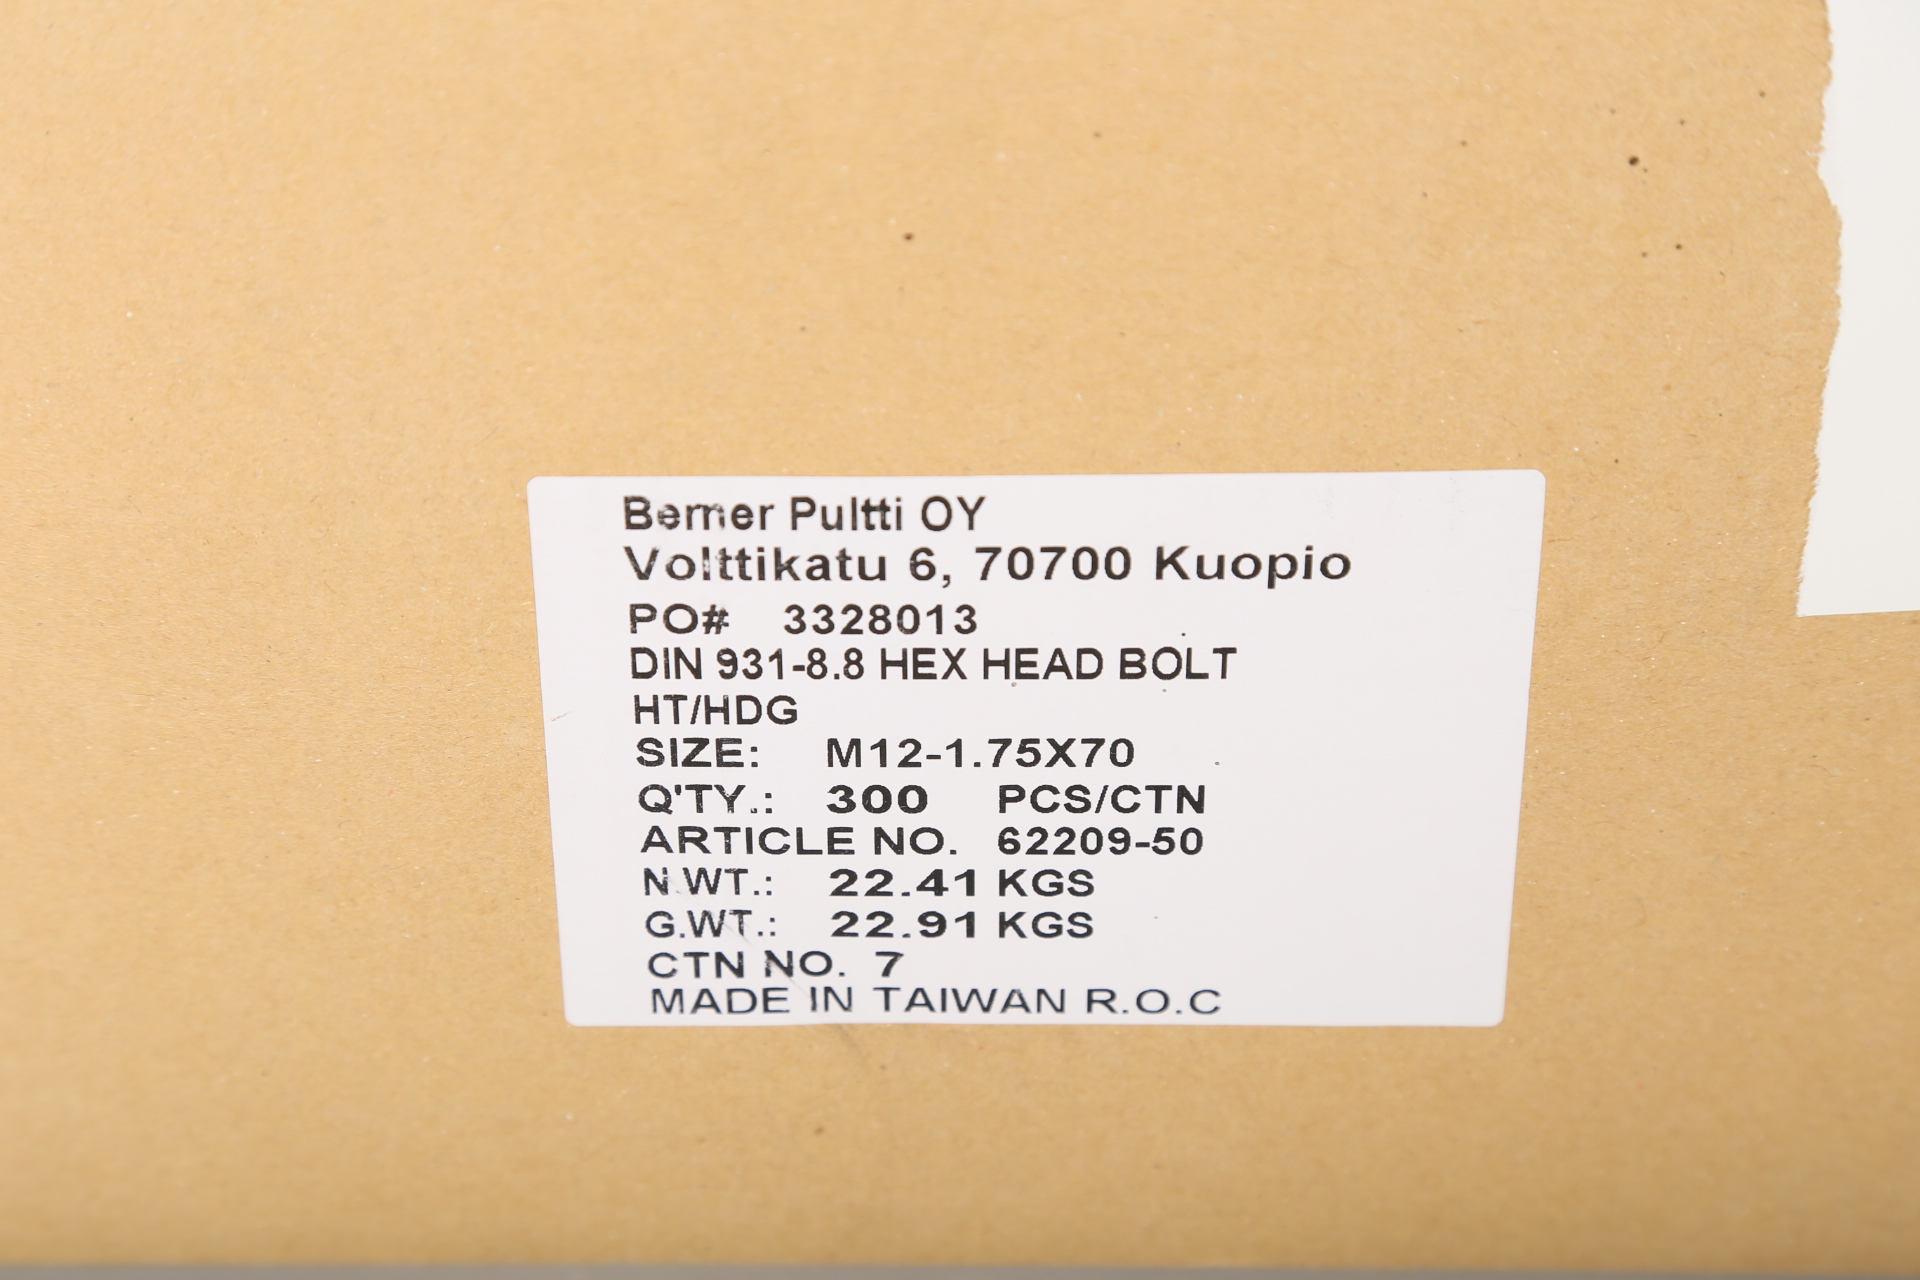 Berner Pultti OY
Volttikatu 6, 70700 Kuopio
PO# 3328013
DIN 931-8.8 HEX HEAD BOLT
HT/HDG
SIZE: M12-1.75X70
Q'TY.: 300 PCS/CTN
ARTICLE NO. 62209-50
N.WT.: 22.41 KGS
G.WT.: 22.91 KGS
CTN NO. 7
MADE IN TAIWAN R.O.C